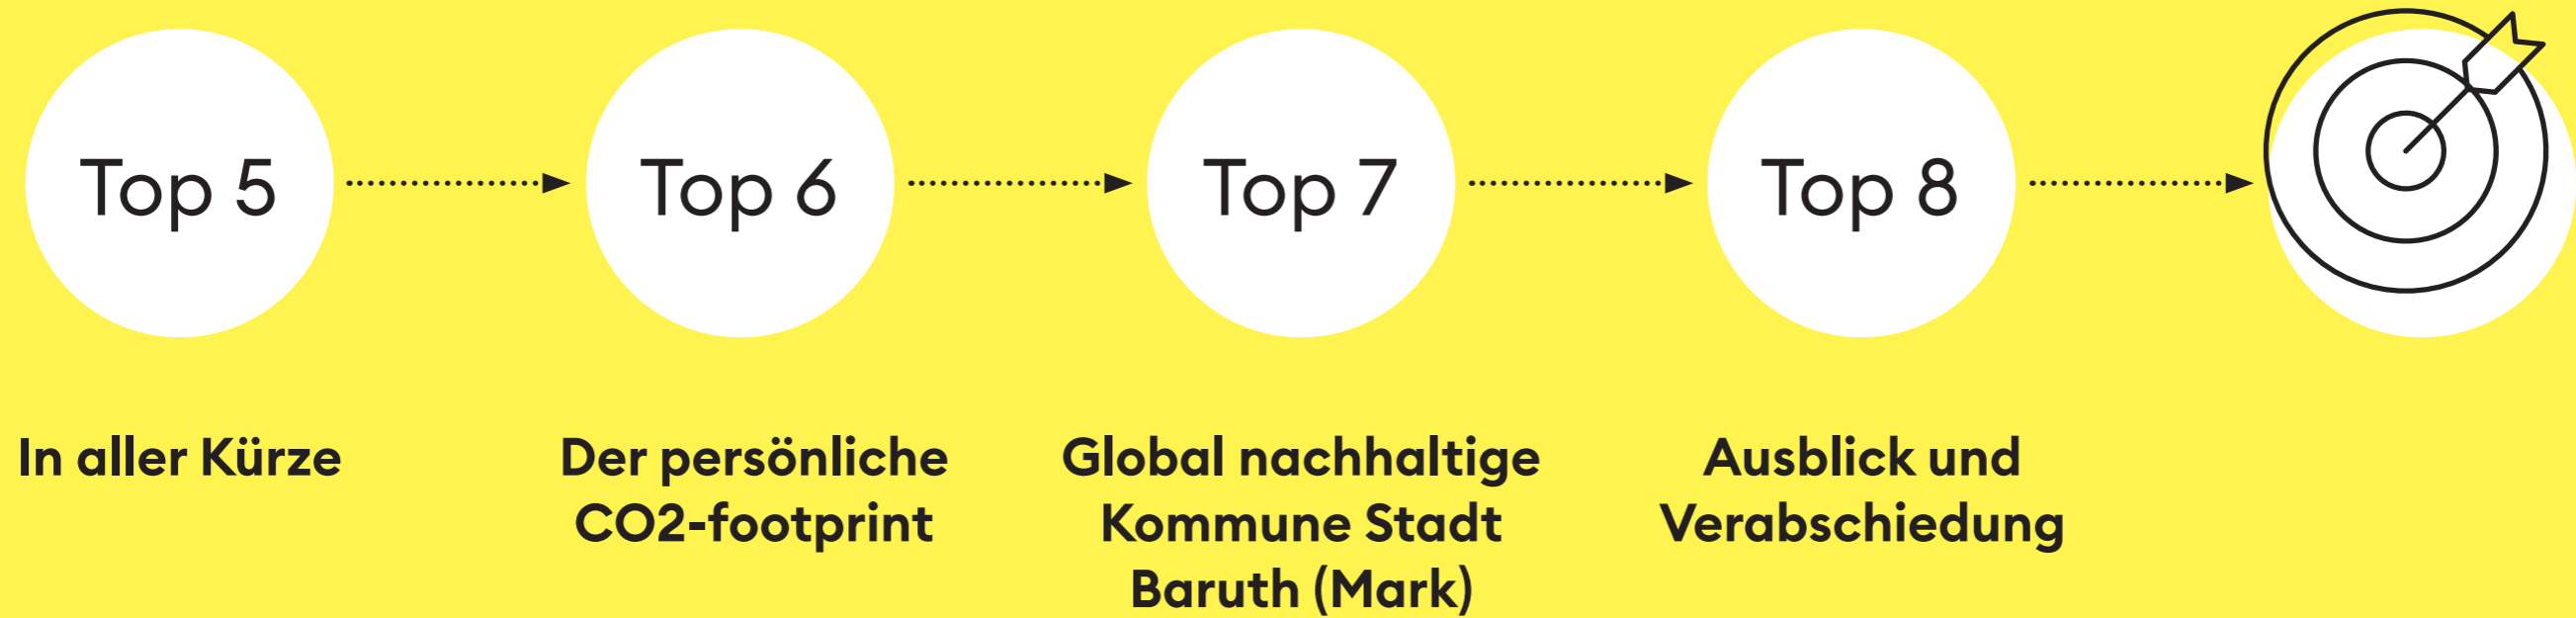 Top 5
Top 6
Top 7
Top 8
In aller Kürze
Der persönliche
CO2-footprint
Global nachhaltige
Kommune Stadt
Baruth (Mark)
Ausblick und
Verabschiedung